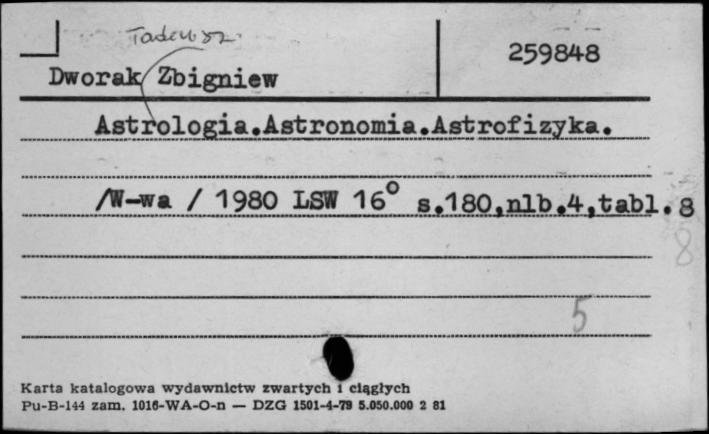 Tadeusz
259848
Dworak Zbigniew
Astrologia.Astronomia.Astrofizyka.
/W-wa / 1980 LSW 16° s.180,nlb.4,tabl.8
8
5
Karta katalogowa wydawnictw zwartych i ciągłych
Pu-B-144 zam. 1016-WA-O-n — DZG 1501-4-79 5.050.000 2 81